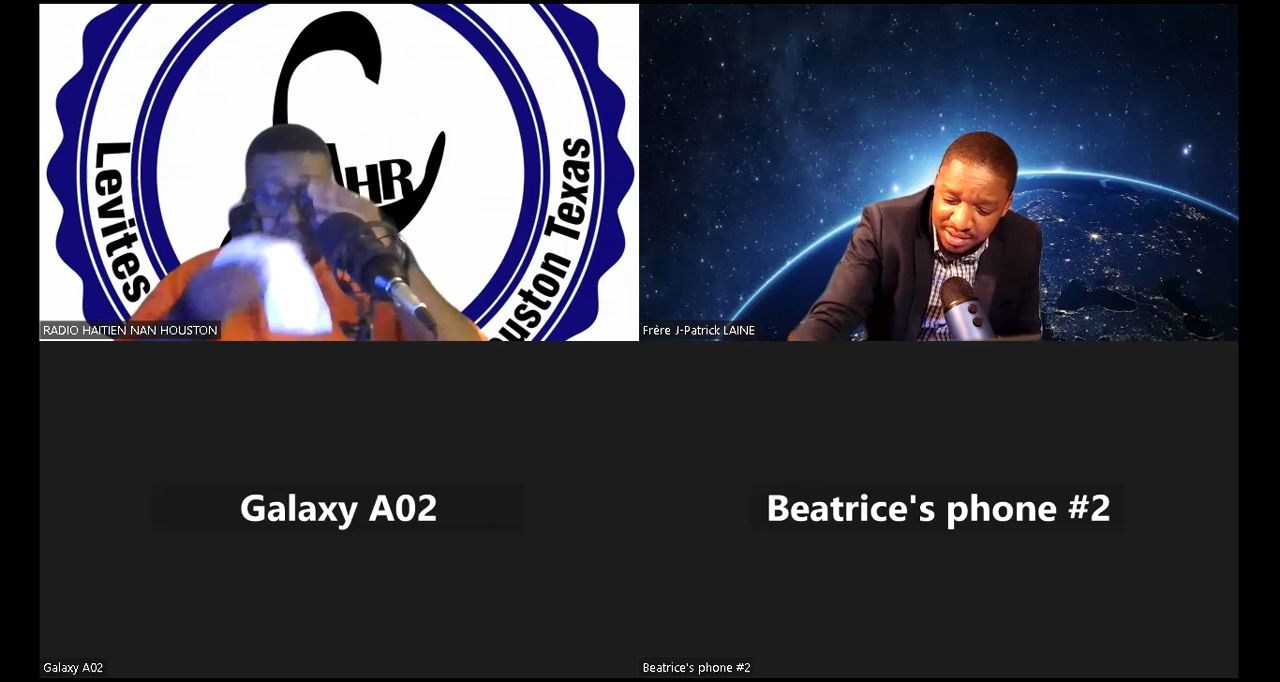 Levites
HR
Houston Texas
RADIO HAITIEN NAN HOUSTON
Frère J-Patrick LAINE
Galaxy A02
Beatrice's phone #2
Galaxy A02
Beatrice's phone #2